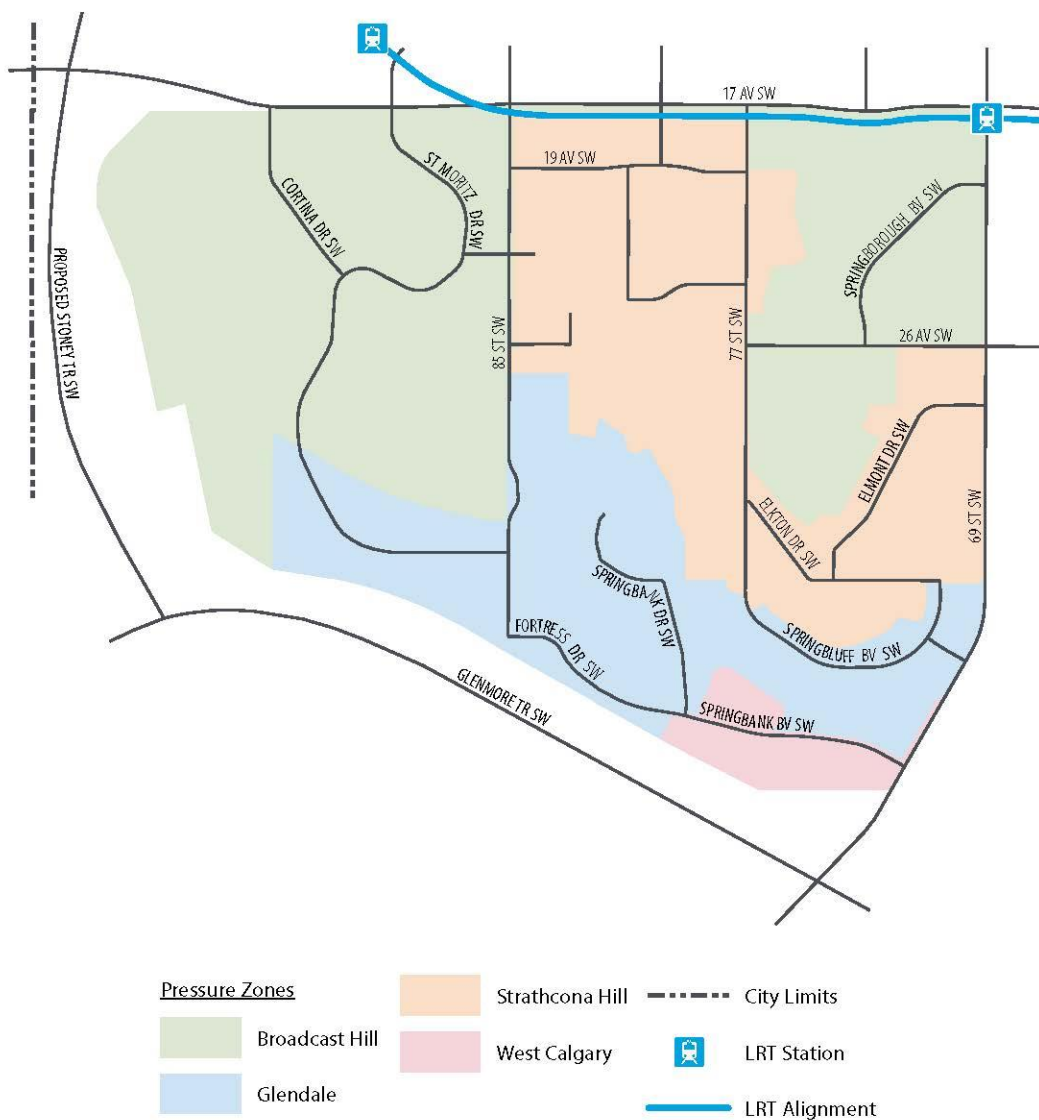 17 AV SW
19 AV SW
ST MORITZ DR SW
CORTINA DR SW
SPRINGBOROUGH BV SW
PROPOSED STONEY TR SW
85 ST SW
77 ST SW
26 AV SW
ELMONT DR SW
69 ST SW
ELKTON DR SW
SPRINGBANK DR SW
FORTRESS DR SW
SPRINGBLUFF BV SW
GLENMORE TR SW
SPRINGBANK BV SW
Pressure Zones
Broadcast Hill
Glendale
Strathcona Hill
West Calgary
City Limits
LRT Station
LRT Alignment